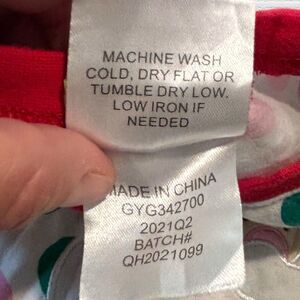 MACHINE WASH
COLD, DRY FLAT OR
TUMBLE DRY LOW.
LOW IRON IF
NEEDED
MADE IN CHINA
GYG342700
2021Q2
BATCH#
QH2021099